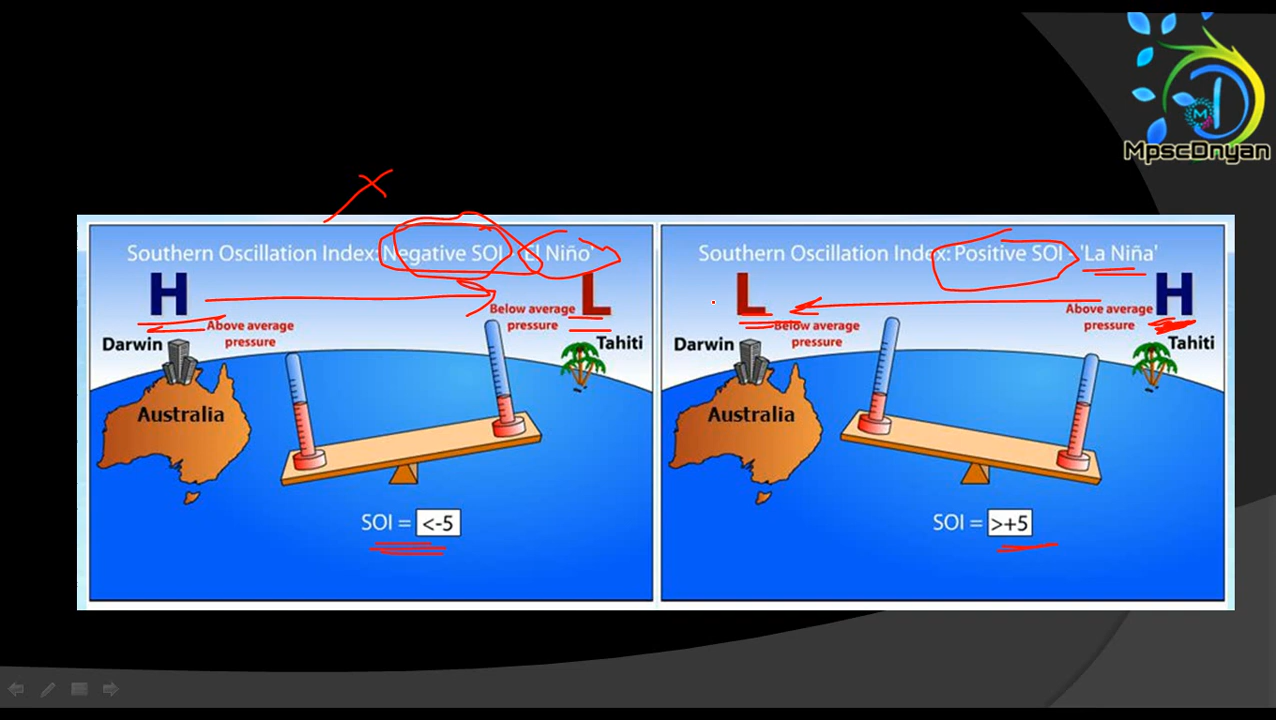 MpscDnyan
Southern Oscillation Index: Negative SOI - 'El Niño'
H
L
Above average
pressure
Below average
pressure
Darwin
Tahiti
Australia
SOI = <-5
Southern Oscillation Index: Positive SOI - 'La Niña'
L
H
Below average
pressure
Above average
pressure
Darwin
Tahiti
Australia
SOI = >+5